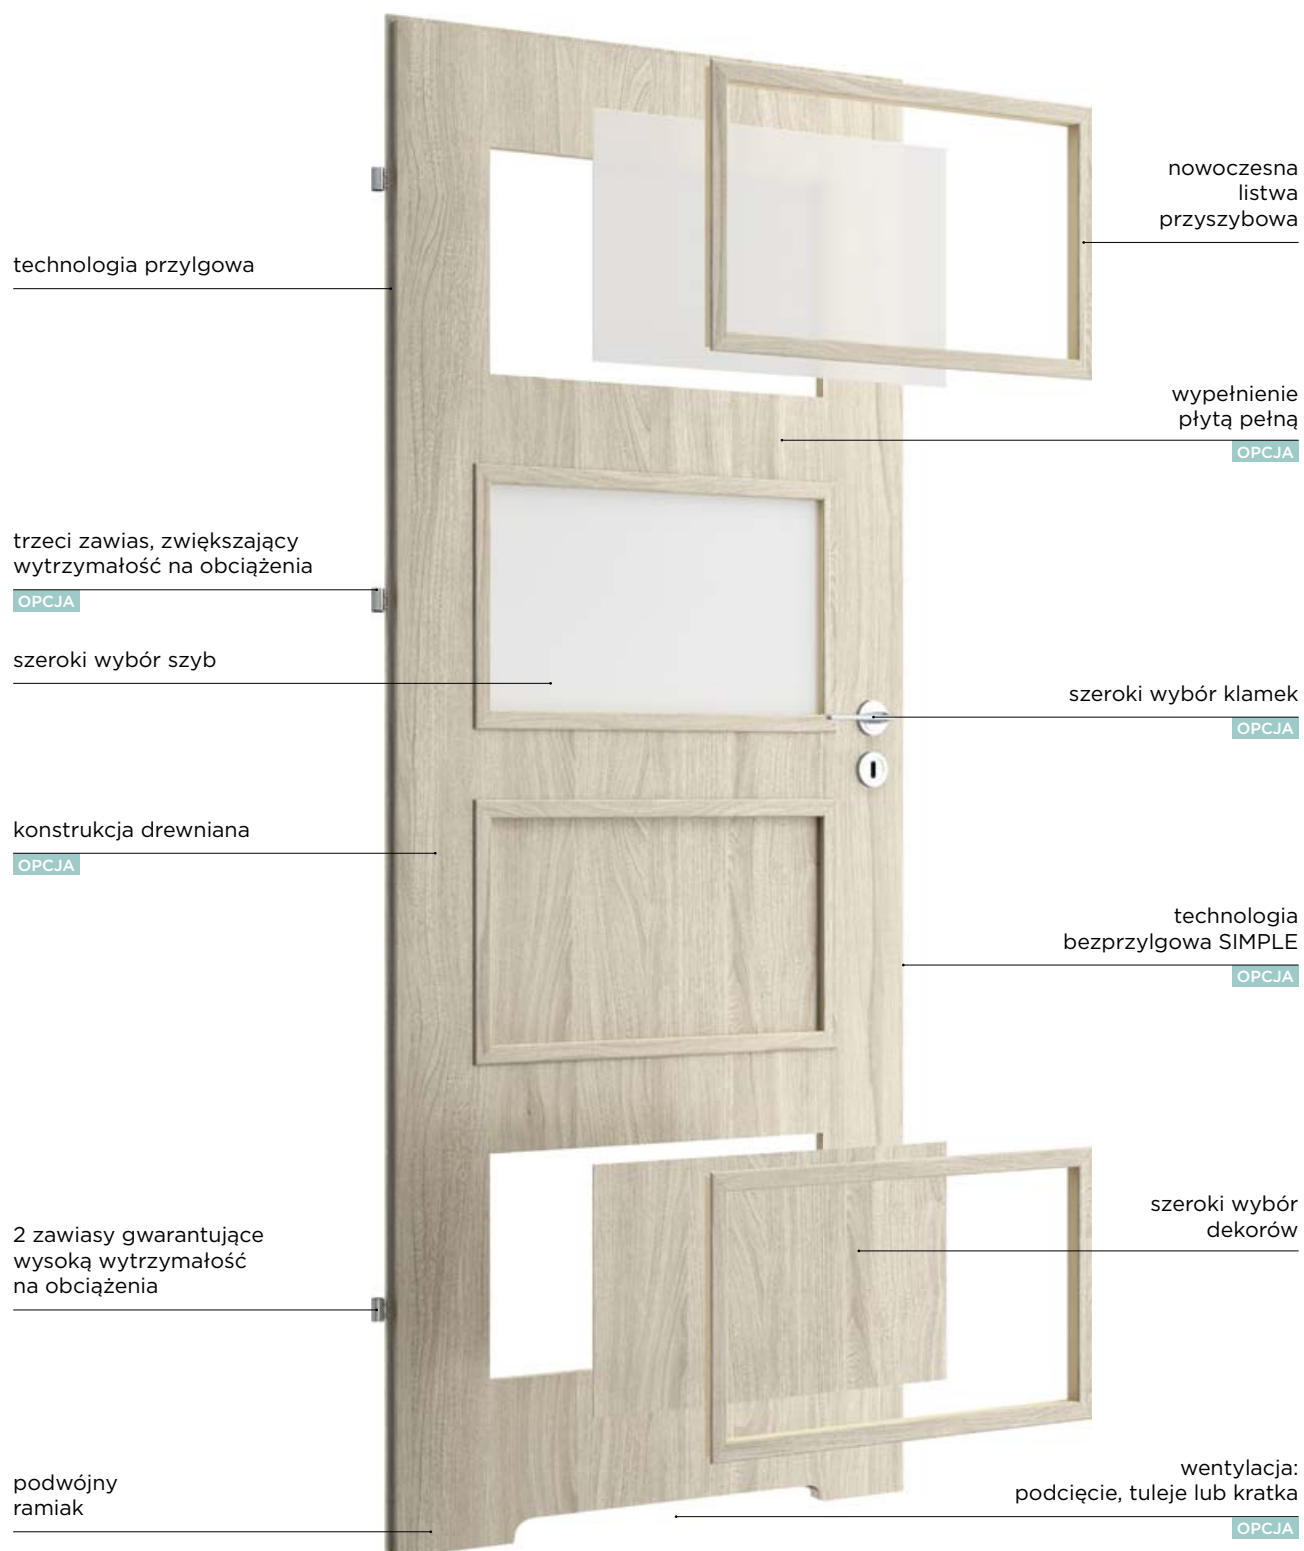 technologia przylgowa
trzeci zawias, zwiększający
wytrzymałość na obciążenia
OPCJA
szeroki wybór szyb
konstrukcja drewniana
OPCJA
2 zawiasy gwarantujące
wysoką wytrzymałość
na obciążenia
podwójny
ramiak
nowoczesna
listwa
przyszybowa
wypełnienie
płytą pełną
OPCJA
szeroki wybór klamek
OPCJA
technologia
bezprzylgowa SIMPLE
OPCJA
szeroki wybór
dekorów
wentylacja:
podcięcie, tuleje lub kratka
OPCJA